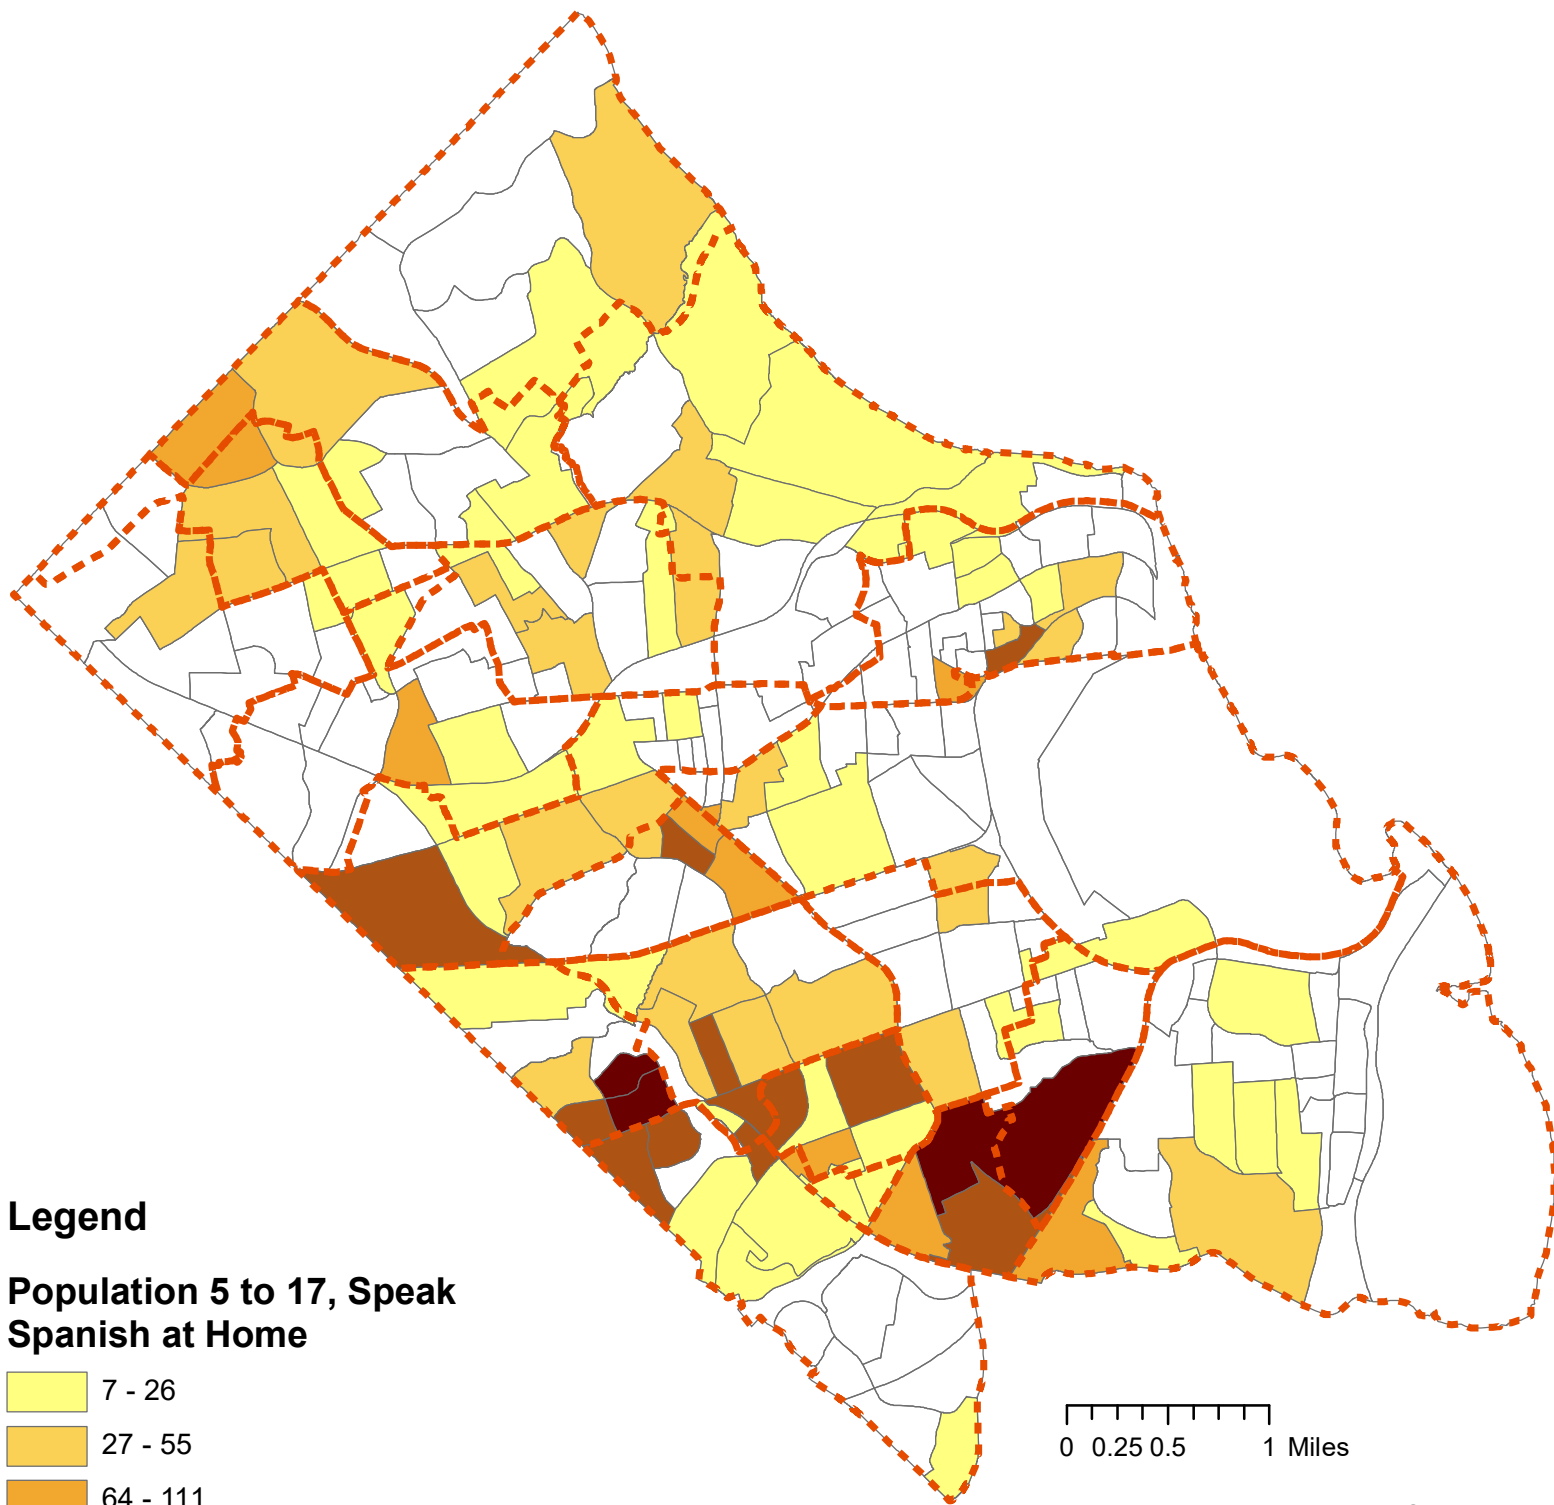 Legend
Population 5 to 17, Speak
Spanish at Home
7 - 26
27 - 55
64 - 111
0 0.25 0.5 1 Miles